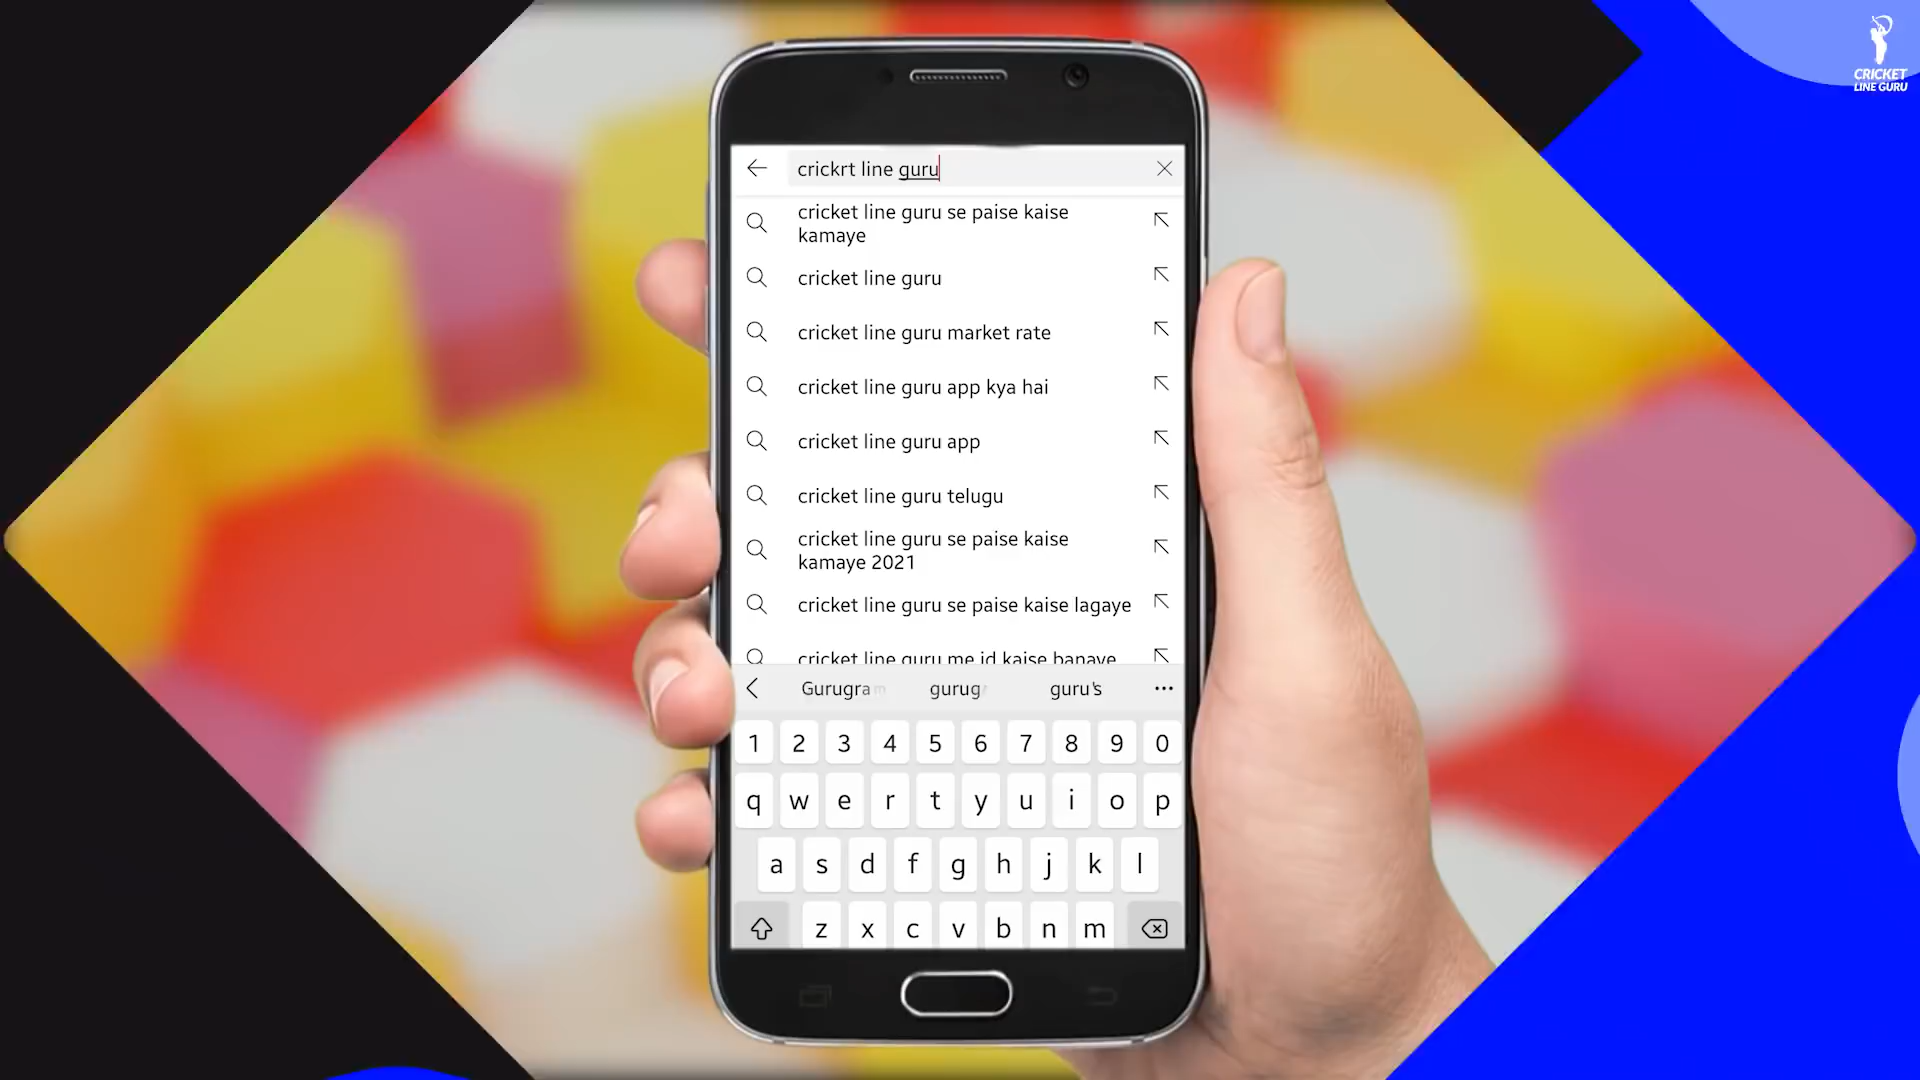 CRICKET
LINE GURU
crickrt line guru
cricket line guru se paise kaise
kamaye
cricket line guru
cricket line guru market rate
cricket line guru app kya hai
cricket line guru app
cricket line guru telugu
cricket line guru se paise kaise
kamaye 2021
cricket line guru se paise kaise lagaye
cricket line guru me id kaise banaye
Gurugram gurug guru's
1 2 3 4 5 6 7 8 9 0
q w e r t y u i o p
a s d f g h j k l
z x c v b n m